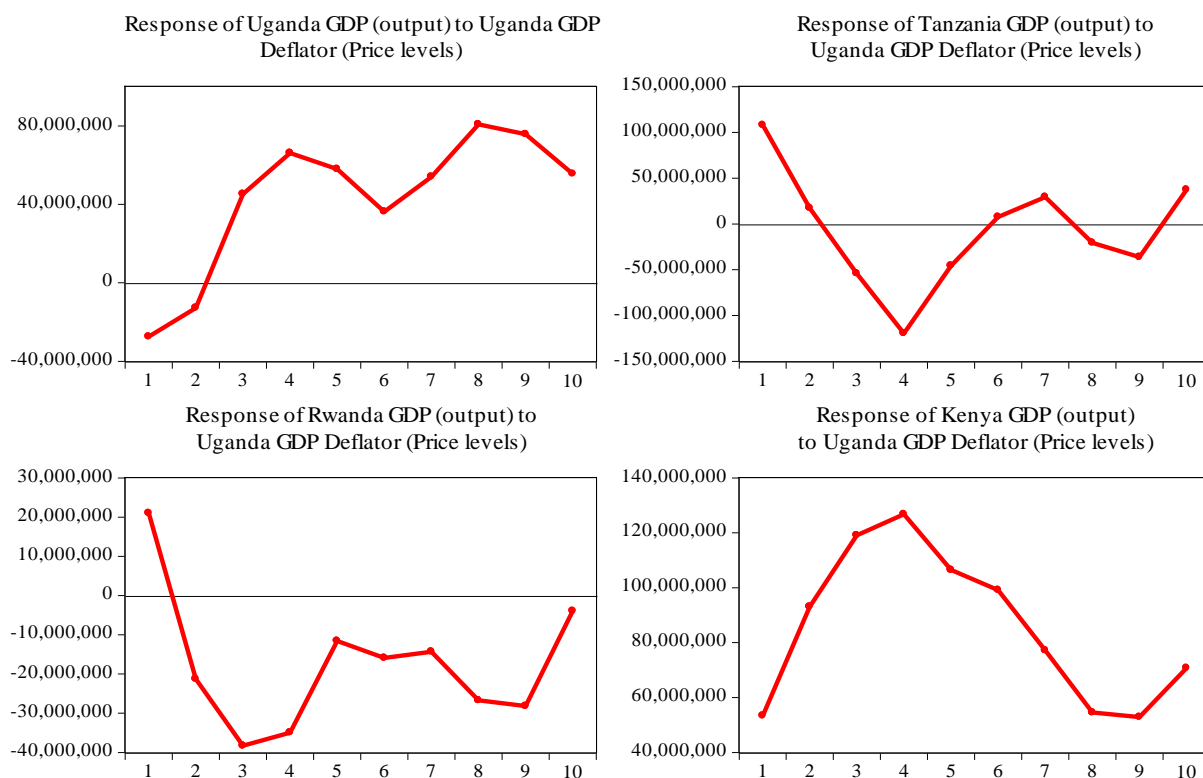 Response of Uganda GDP (output) to Uganda GDP
Deflator (Price levels)
80,000,000
40,000,000
0
-40,000,000
1 2 3 4 5 6 7 8 9 10
Response of Tanzania GDP (output) to
Uganda GDP Deflator (Price levels)
150,000,000
100,000,000
50,000,000
0
-50,000,000
-100,000,000
-150,000,000
1 2 3 4 5 6 7 8 9 10
Response of Rwanda GDP (output) to
Uganda GDP Deflator (Price levels)
30,000,000
20,000,000
10,000,000
0
-10,000,000
-20,000,000
-30,000,000
-40,000,000
1 2 3 4 5 6 7 8 9 10
Response of Kenya GDP (output)
to Uganda GDP Deflator (Price levels)
140,000,000
120,000,000
100,000,000
80,000,000
60,000,000
40,000,000
1 2 3 4 5 6 7 8 9 10